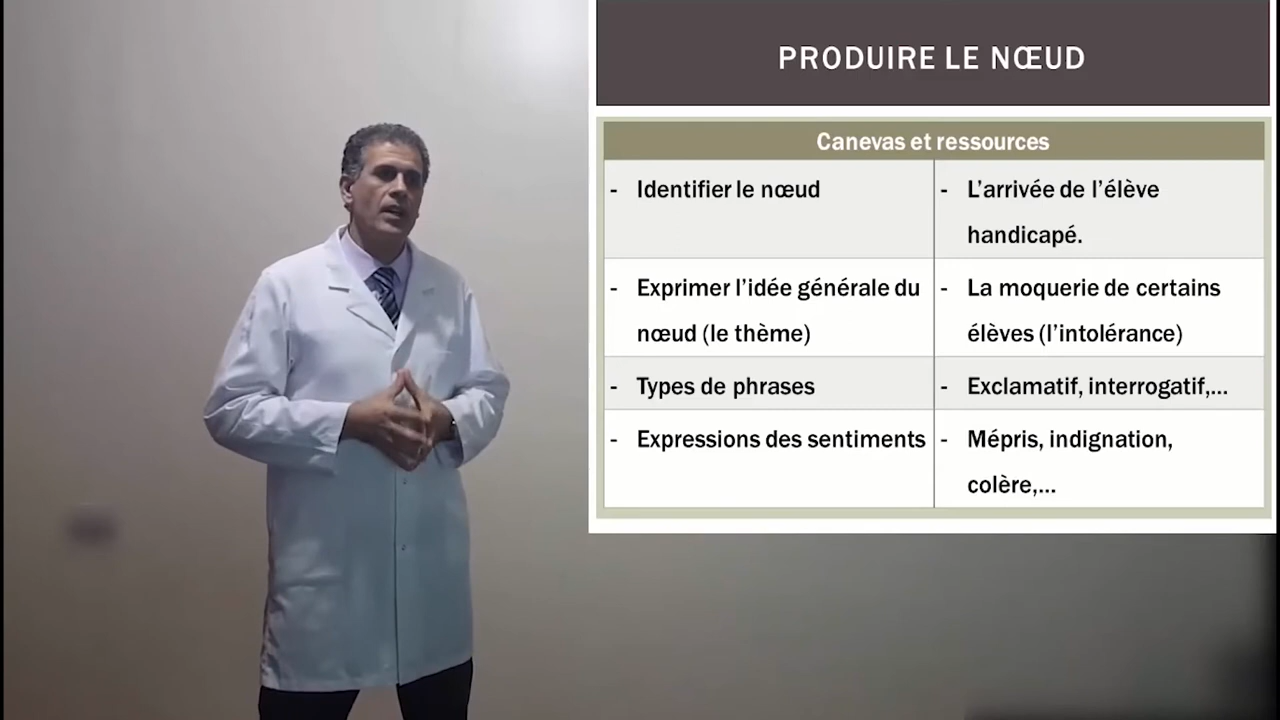 PRODUIRE LE NŒUD
Canevas et ressources
- Identifier le nœud
- L'arrivée de l'élève
handicapé.
- Exprimer l'idée générale du
nœud (le thème)
- La moquerie de certains
élèves (l'intolérance)
- Types de phrases
- Exclamatif, interrogatif,...
- Expressions des sentiments
- Mépris, indignation,
colère,...